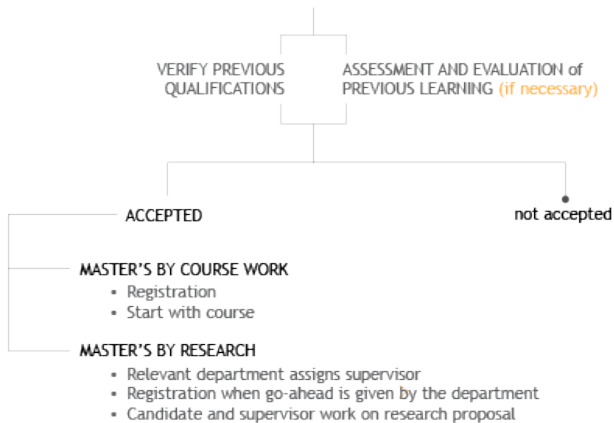 VERIFY PREVIOUS
QUALIFICATIONS
ASSESSMENT AND EVALUATION of
PREVIOUS LEARNING (if necessary)
ACCEPTED
not accepted
MASTER'S BY COURSE WORK
• Registration
• Start with course
MASTER'S BY RESEARCH
• Relevant department assigns supervisor
• Registration when go-ahead is given by the department
• Candidate and supervisor work on research proposal